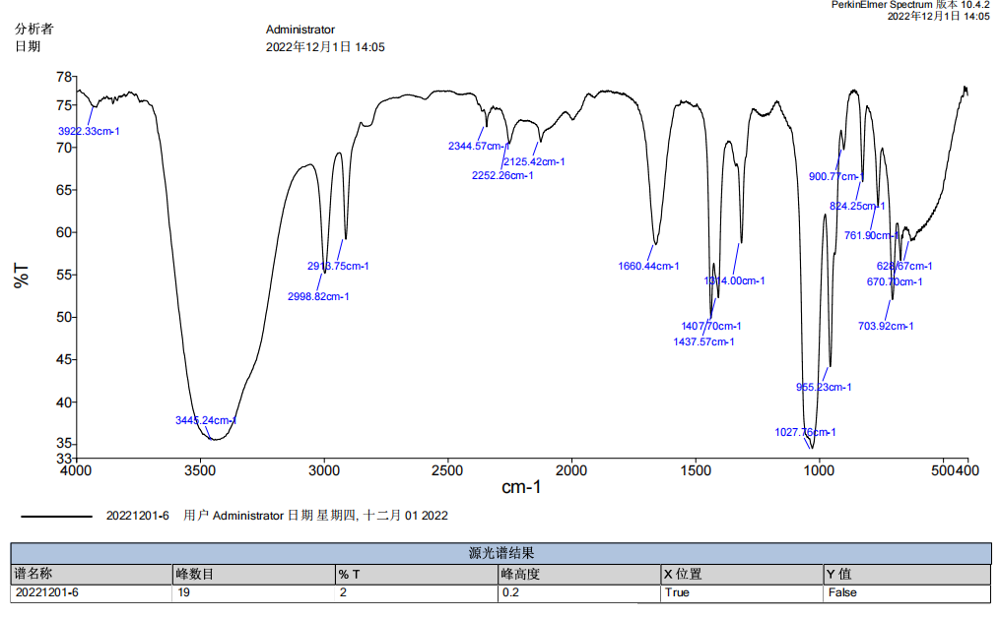 PerkinElmer Spectrum 版本 10.4.2
2022年12月1日 14:05
分析者 Administrator
日期 2022年12月1日 14:05
78
75
70
65
60
55
50
45
40
35
33
%T
4000 3500 3000 2500 2000 1500 1000 500 400
cm-1
3922.33cm-1
3445.24cm-1
2998.82cm-1
2913.75cm-1
2344.57cm-1
2252.26cm-1
2125.42cm-1
1660.44cm-1
1437.57cm-1
1407.70cm-1
1314.00cm-1
1027.76cm-1
955.23cm-1
900.77cm-1
824.25cm-1
761.90cm-1
703.92cm-1
670.70cm-1
628.67cm-1
20221201-6 用户 Administrator 日期 星期四, 十二月 01 2022
源光谱结果
谱名称 峰数目 % T 峰高度 X 位置 Y 值
20221201-6 19 2 0.2 True False